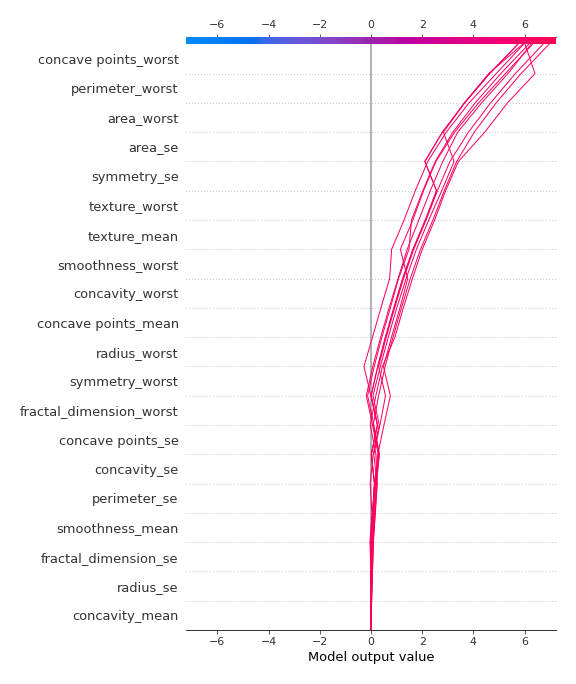 −6 −4 −2 0 2 4 6
concave points_worst
perimeter_worst
area_worst
area_se
symmetry_se
texture_worst
texture_mean
smoothness_worst
concavity_worst
concave points_mean
radius_worst
symmetry_worst
fractal_dimension_worst
concave points_se
concavity_se
perimeter_se
smoothness_mean
fractal_dimension_se
radius_se
concavity_mean
−6 −4 −2 0 2 4 6
Model output value